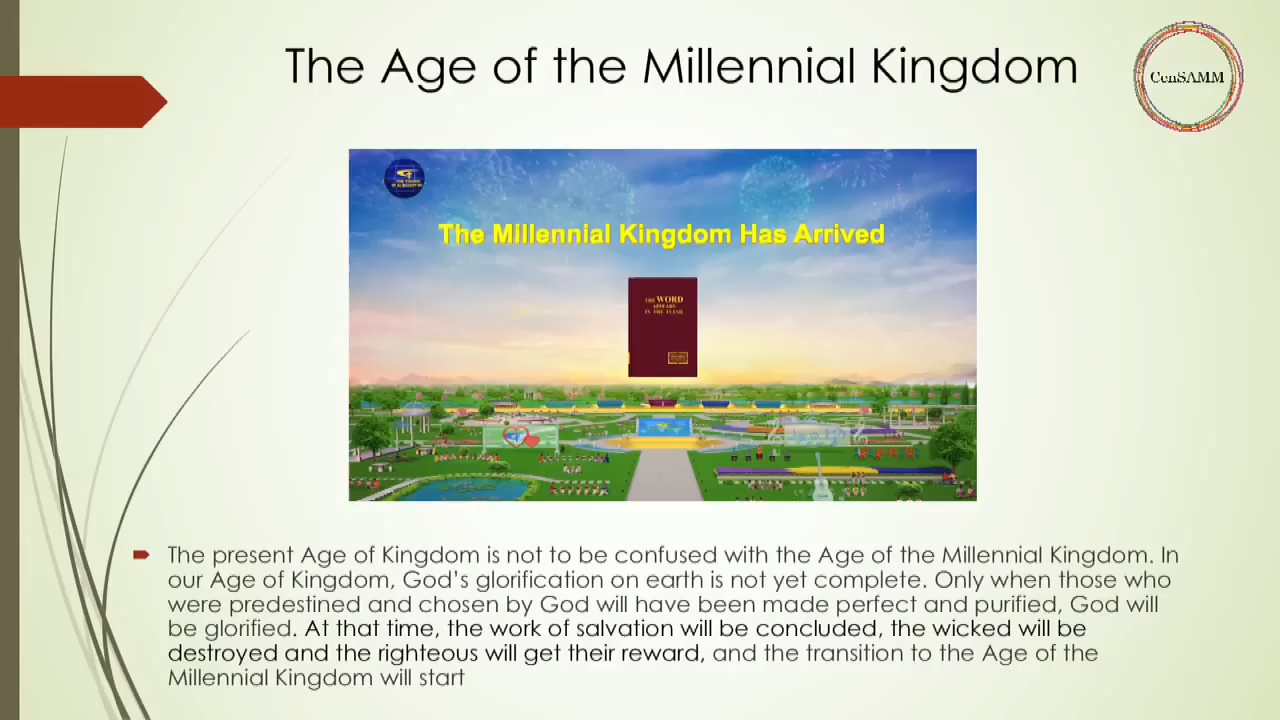 The Age of the Millennial Kingdom
CenSAMM
The Millennial Kingdom Has Arrived
THE WORD
APPEARS
IN THE FLESH
The present Age of Kingdom is not to be confused with the Age of the Millennial Kingdom. In
our Age of Kingdom, God’s glorification on earth is not yet complete. Only when those who
were predestined and chosen by God will have been made perfect and purified, God will
be glorified. At that time, the work of salvation will be concluded, the wicked will be
destroyed and the righteous will get their reward, and the transition to the Age of the
Millennial Kingdom will start